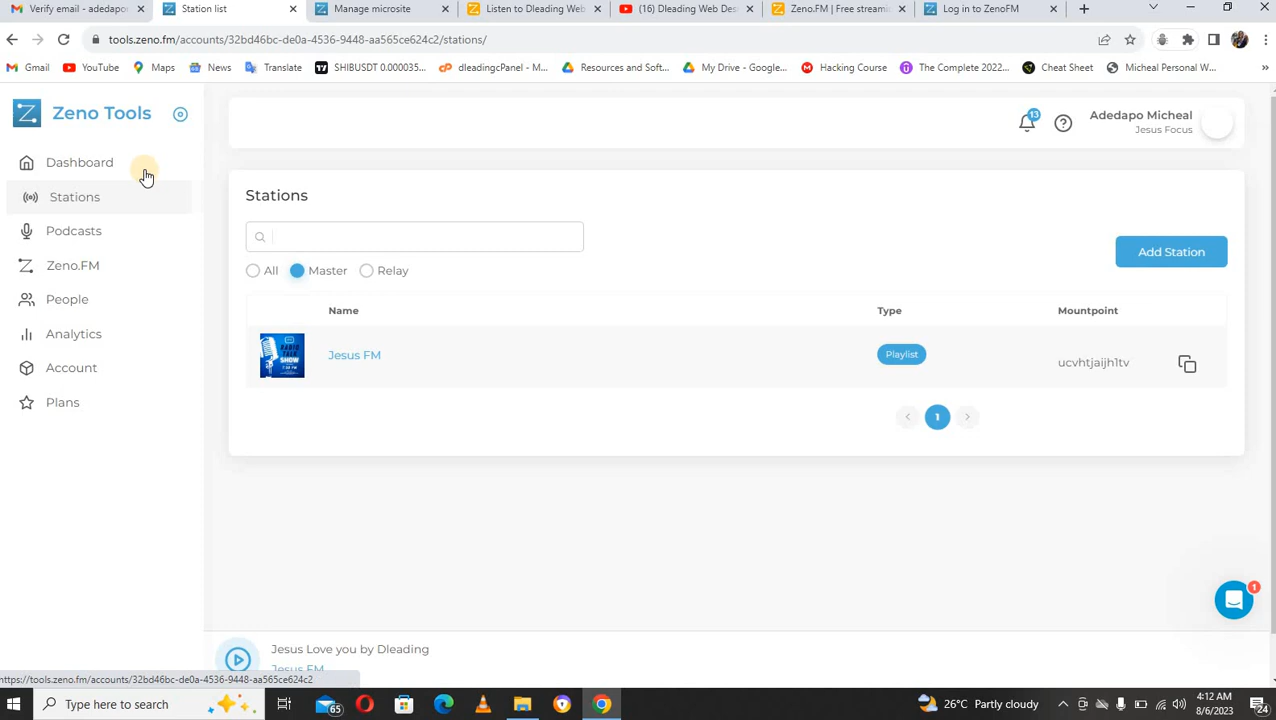 Verify email - adedapo
Station list
Manage microsite
Listen to Dleading Web
(16) Dleading Web Des
Zeno.FM | Free streami
Log in to ZenoFM
tools.zeno.fm/accounts/32bd46bc-de0a-4536-9448-aa565ce624c2/stations/
Gmail
YouTube
Maps
News
Translate
SHIBUSDT 0.000035...
dleadingcPanel - M...
Resources and Soft...
My Drive - Google...
Hacking Course
The Complete 2022...
Cheat Sheet
Micheal Personal W...
»
Zeno Tools
13
Adedapo Micheal
Jesus Focus
Dashboard
Stations
Podcasts
Zeno.FM
People
Analytics
Account
Plans
Stations
All
Master
Relay
Add Station
Name
Type
Mountpoint
Jesus FM
Playlist
ucvhtjaijh1tv
1
1
Jesus Love you by Dleading
Jesus FM
https://tools.zeno.fm/accounts/32bd46bc-de0a-4536-9448-aa565ce624c2
Type here to search
65
26°C Partly cloudy
4:12 AM
8/6/2023
24